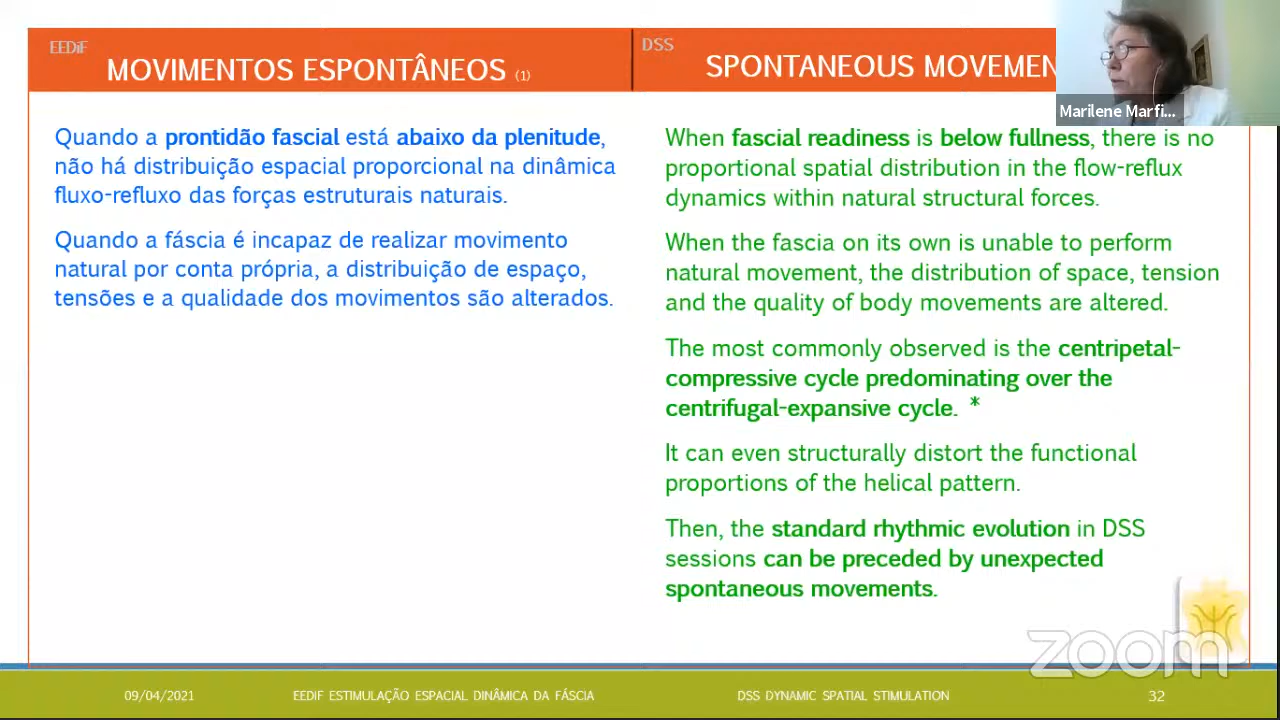 EEDiF
MOVIMENTOS ESPONTÂNEOS (1)
Quando a prontidão fascial está abaixo da plenitude,
não há distribuição espacial proporcional na dinâmica
fluxo-refluxo das forças estruturais naturais.
Quando a fáscia é incapaz de realizar movimento
natural por conta própria, a distribuição de espaço,
tensões e a qualidade dos movimentos são alterados.
DSS
SPONTANEOUS MOVEMEN
Marilene Marfi...
When fascial readiness is below fullness, there is no
proportional spatial distribution in the flow-reflux
dynamics within natural structural forces.
When the fascia on its own is unable to perform
natural movement, the distribution of space, tension
and the quality of body movements are altered.
The most commonly observed is the centripetal-
compressive cycle predominating over the
centrifugal-expansive cycle. *
It can even structurally distort the functional
proportions of the helical pattern.
Then, the standard rhythmic evolution in DSS
sessions can be preceded by unexpected
spontaneous movements.
zoom
09/04/2021
EEDiF ESTIMULAÇÃO ESPACIAL DINÂMICA DA FÁSCIA
DSS DYNAMIC SPATIAL STIMULATION
32